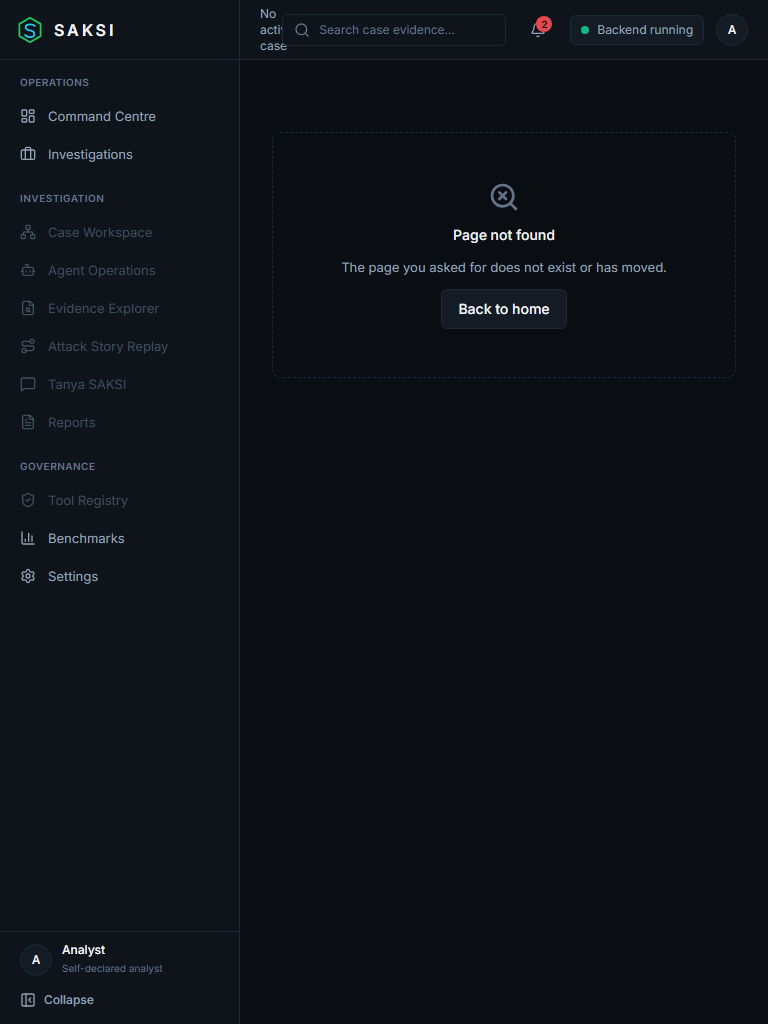 SAKSI
No
activ
case
Search case evidence...
2
Backend running
A
OPERATIONS
Command Centre
Investigations
INVESTIGATION
Case Workspace
Agent Operations
Evidence Explorer
Attack Story Replay
Tanya SAKSI
Reports
GOVERNANCE
Tool Registry
Benchmarks
Settings
Page not found
The page you asked for does not exist or has moved.
Back to home
A
Analyst
Self-declared analyst
Collapse